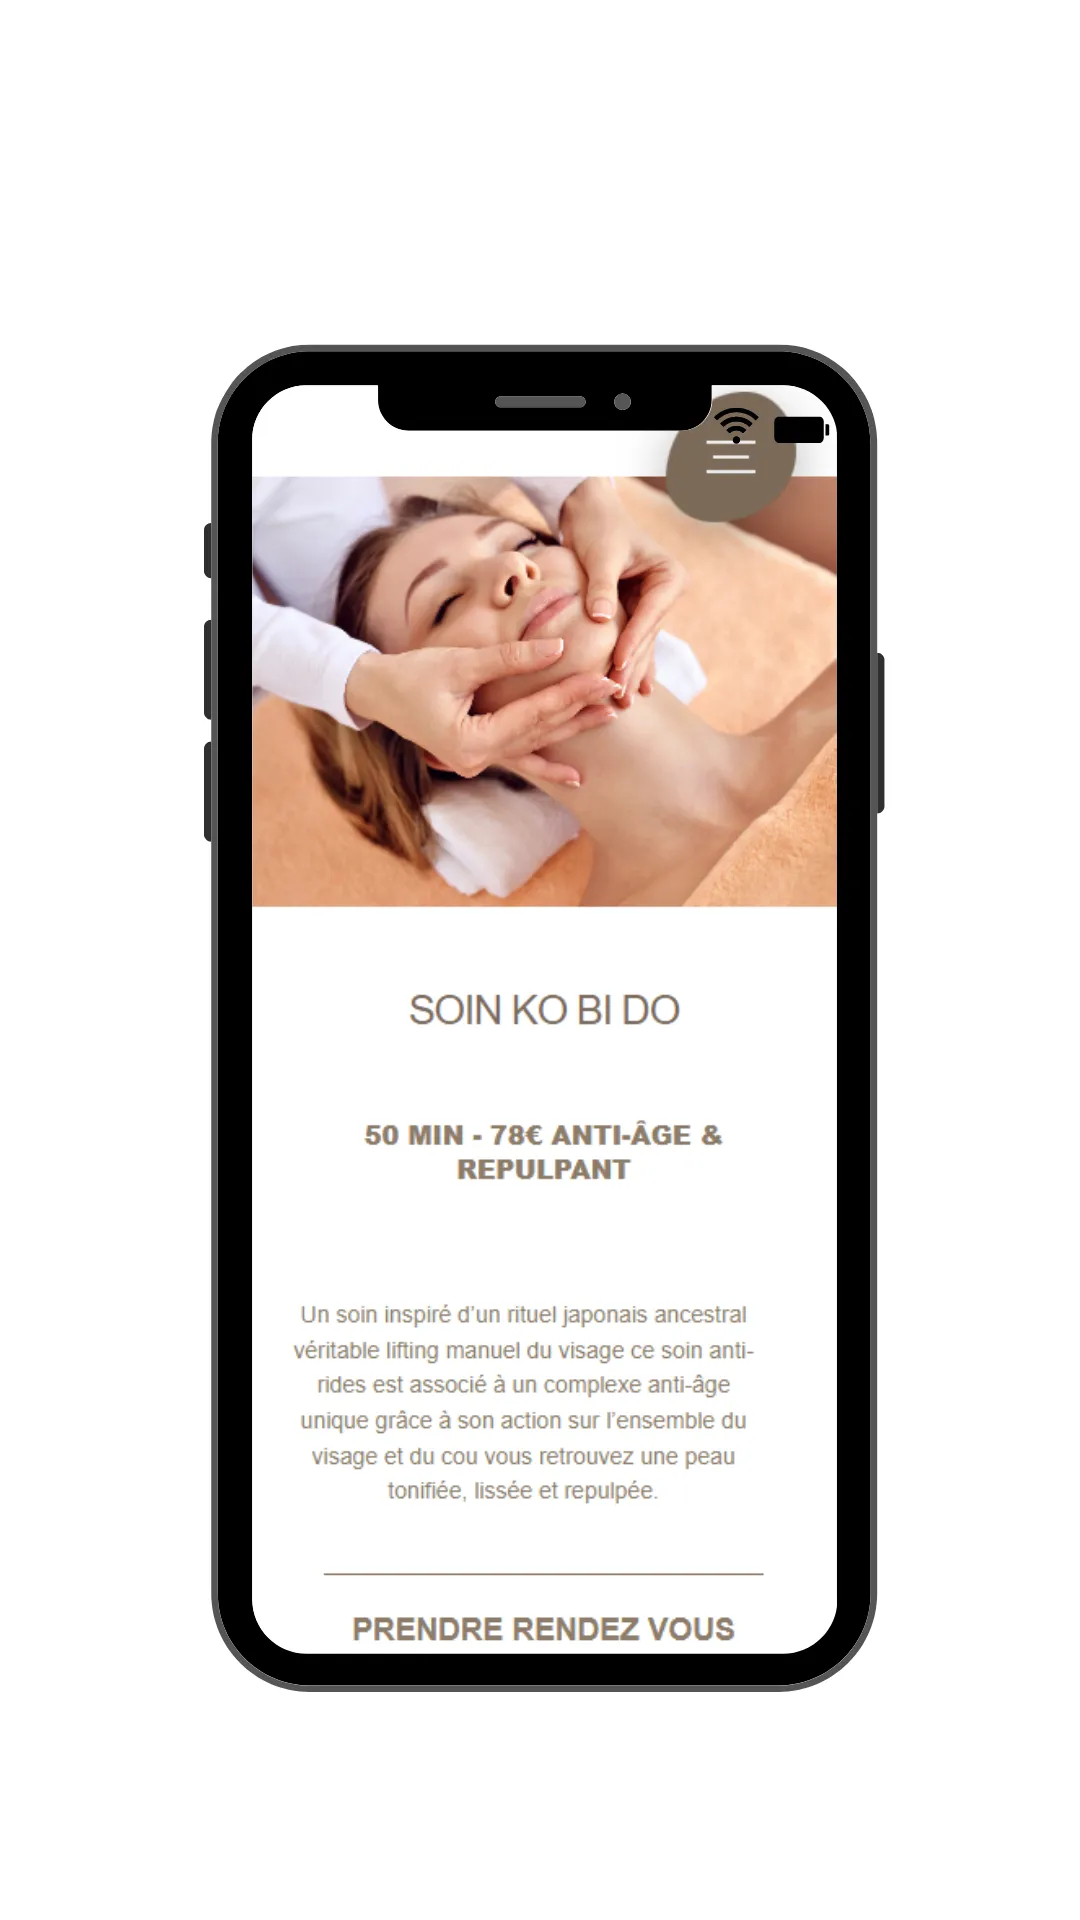 SOIN KO BI DO
50 MIN - 78€ ANTI-ÂGE &
REPULPANT
Un soin inspiré d’un rituel japonais ancestral
véritable lifting manuel du visage ce soin anti-
rides est associé à un complexe anti-âge
unique grâce à son action sur l’ensemble du
visage et du cou vous retrouvez une peau
tonifiée, lissée et repulpée.
PRENDRE RENDEZ VOUS